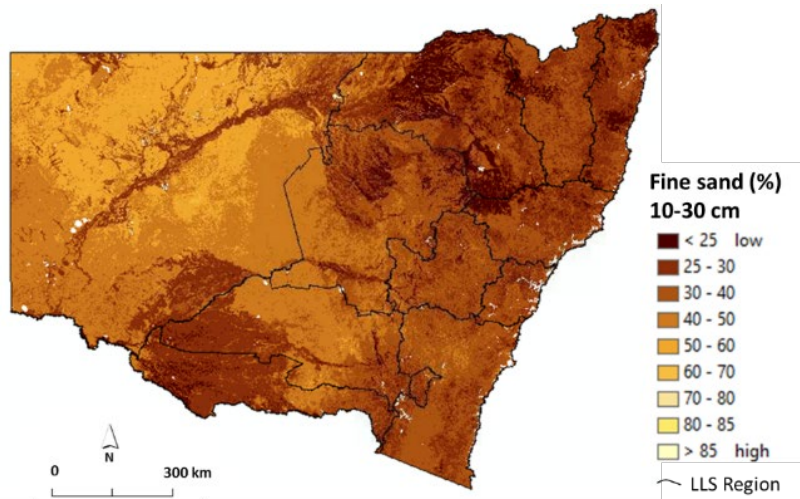 Fine sand (%)
10-30 cm
< 25 low
25 - 30
30 - 40
40 - 50
50 - 60
60 - 70
70 - 80
80 - 85
> 85 high
LLS Region
N
0 300 km